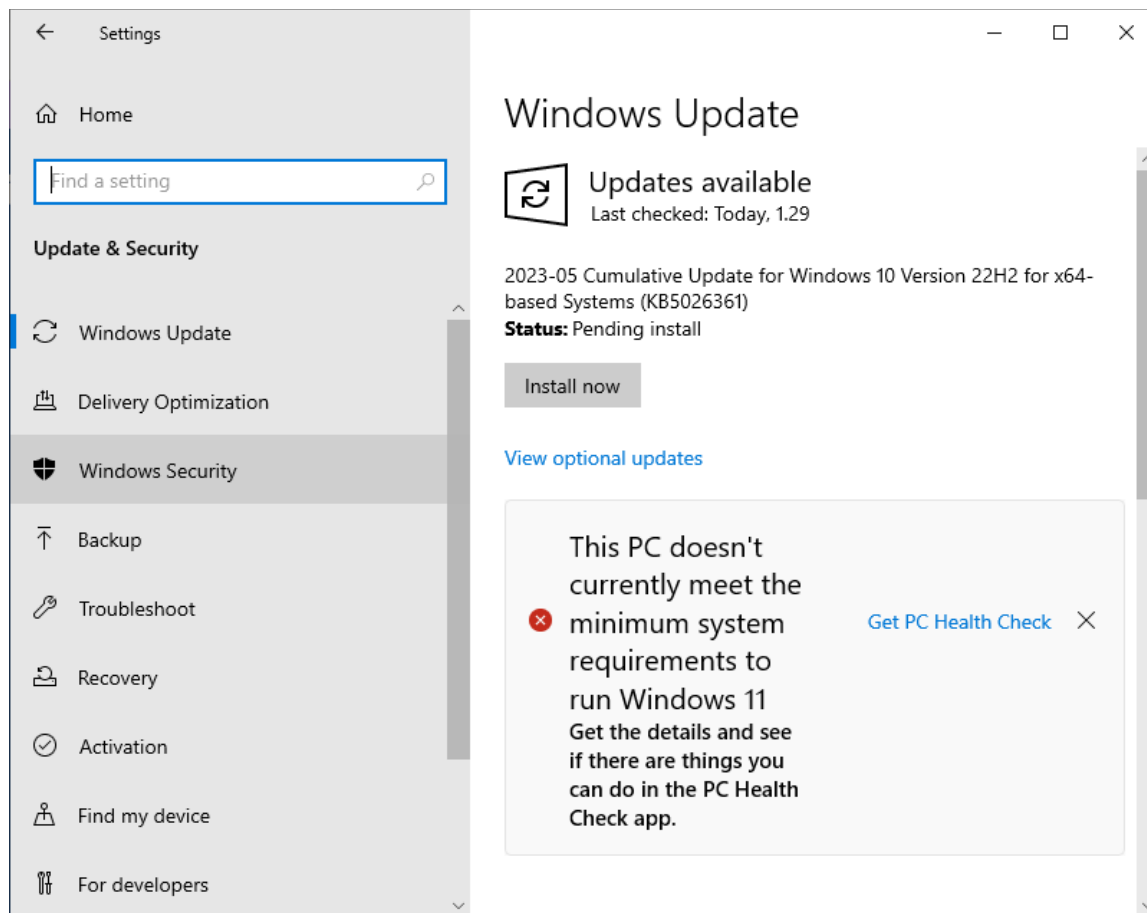 Settings
Home
Find a setting
Update & Security
Windows Update
Delivery Optimization
Windows Security
Backup
Troubleshoot
Recovery
Activation
Find my device
For developers
Windows Update
Updates available
Last checked: Today, 1.29
2023-05 Cumulative Update for Windows 10 Version 22H2 for x64-
based Systems (KB5026361)
Status: Pending install
Install now
View optional updates
This PC doesn't
currently meet the
minimum system
requirements to
run Windows 11
Get the details and see
if there are things you
can do in the PC Health
Check app.
Get PC Health Check